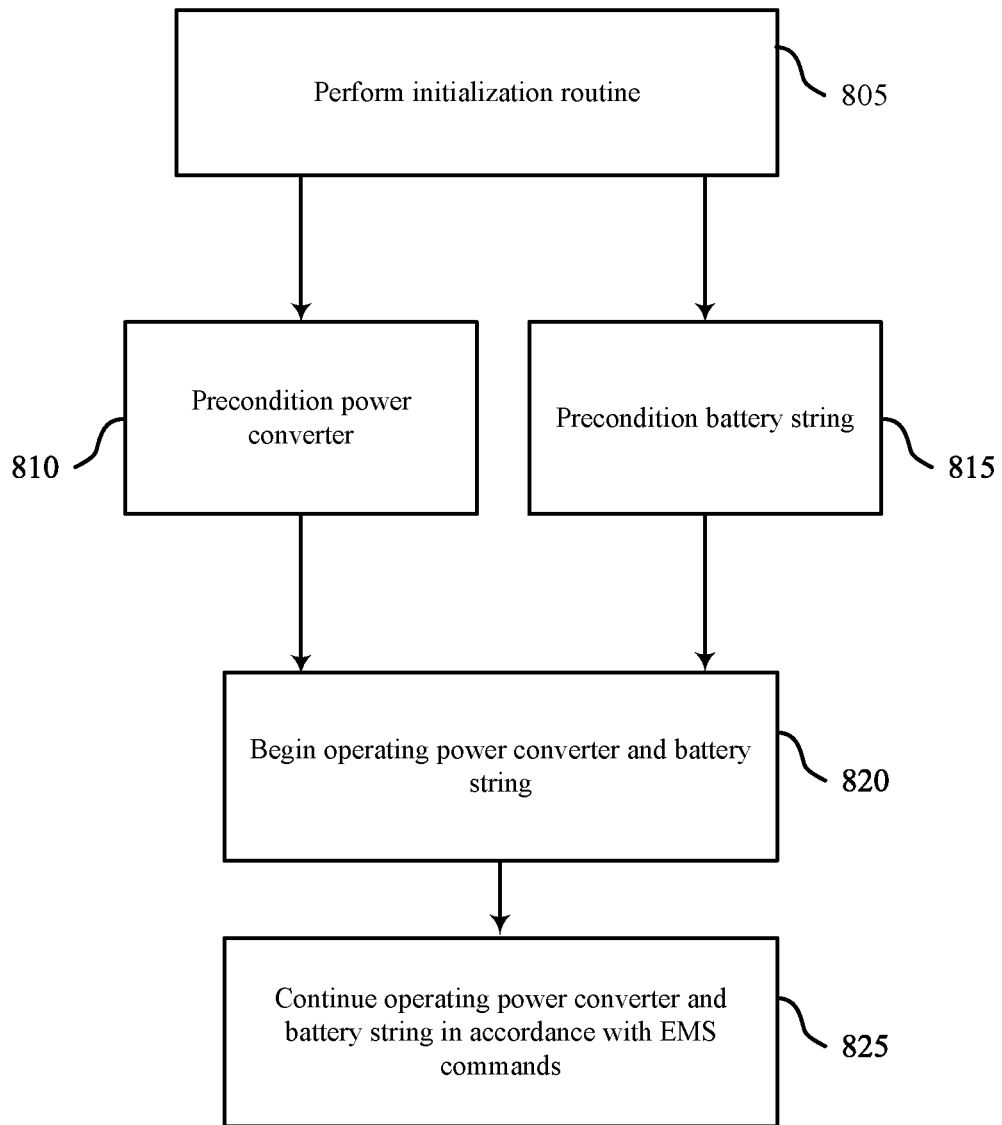 Perform initialization routine
805
Precondition power
converter
810
Precondition battery string
815
Begin operating power converter and battery
string
820
Continue operating power converter and
battery string in accordance with EMS
commands
825